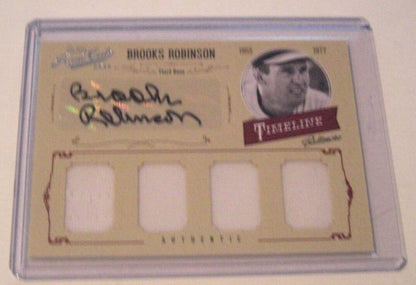 BROOKS ROBINSON
Third Base
1955 1977
Brooks
Robinson
TIMELINE
AUTHENTIC